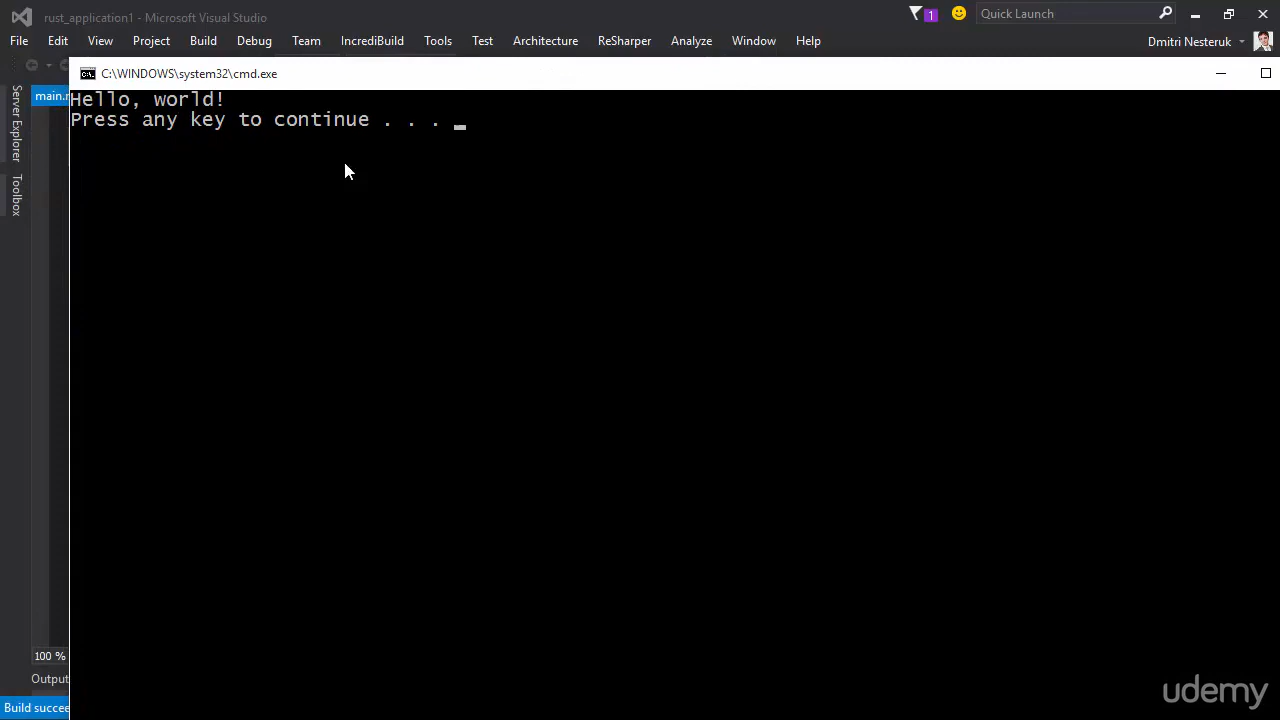 rust_application1 - Microsoft Visual Studio
1
Quick Launch
File Edit View Project Build Debug Team IncrediBuild Tools Test Architecture ReSharper Analyze Window Help
Dmitri Nesteruk
C:\WINDOWS\system32\cmd.exe
Server Explorer
Toolbox
main.r
Hello, world!
Press any key to continue . . .
100 %
Output
Build succee
udemy